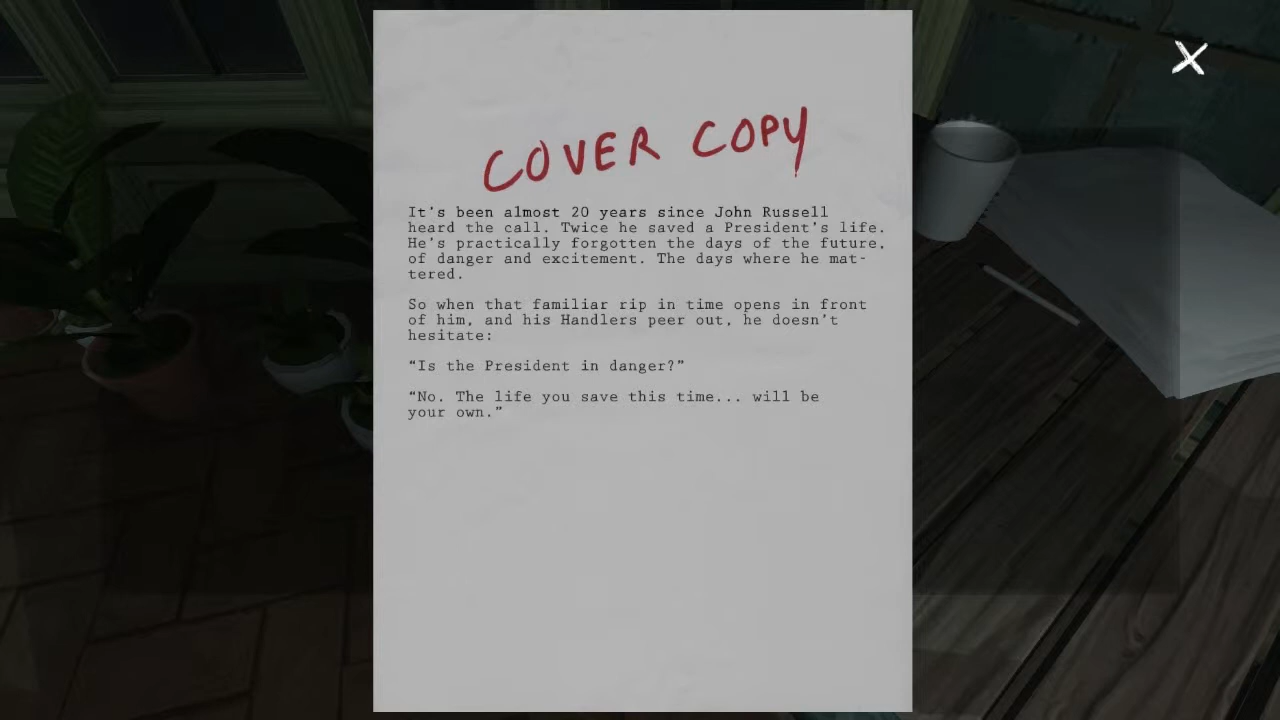 COVER COPY
It's been almost 20 years since John Russell
heard the call. Twice he saved a President's life.
He's practically forgotten the days of the future,
of danger and excitement. The days where he mat-
tered.
So when that familiar rip in time opens in front
of him, and his Handlers peer out, he doesn't
hesitate:
“Is the President in danger?”
“No. The life you save this time... will be
your own.”